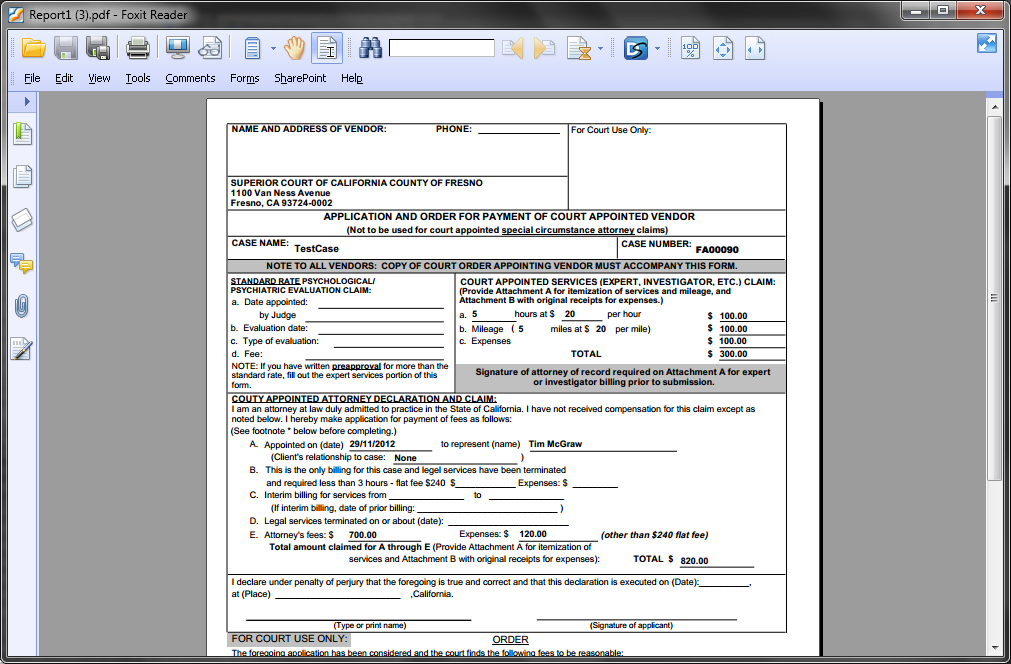 Report1 (3).pdf - Foxit Reader
File Edit View Tools Comments Forms SharePoint Help
NAME AND ADDRESS OF VENDOR: PHONE: For Court Use Only:
SUPERIOR COURT OF CALIFORNIA COUNTY OF FRESNO
1100 Van Ness Avenue
Fresno, CA 93724-0002
APPLICATION AND ORDER FOR PAYMENT OF COURT APPOINTED VENDOR
(Not to be used for court appointed special circumstance attorney claims)
CASE NAME: TestCase CASE NUMBER: FA00090
NOTE TO ALL VENDORS: COPY OF COURT ORDER APPOINTING VENDOR MUST ACCOMPANY THIS FORM.
STANDARD RATE PSYCHOLOGICAL/
PSYCHIATRIC EVALUATION CLAIM:
a. Date appointed:
by Judge
b. Evaluation date:
c. Type of evaluation:
d. Fee:
NOTE: If you have written preapproval for more than the
standard rate, fill out the expert services portion of this
form.
COURT APPOINTED SERVICES (EXPERT, INVESTIGATOR, ETC.) CLAIM:
(Provide Attachment A for itemization of services and mileage, and
Attachment B with original receipts for expenses.)
a. 5 hours at $ 20 per hour $ 100.00
b. Mileage ( 5 miles at $ 20 per mile) $ 100.00
c. Expenses $ 100.00
TOTAL $ 300.00
Signature of attorney of record required on Attachment A for expert
or investigator billing prior to submission.
COUTY APPOINTED ATTORNEY DECLARATION AND CLAIM:
I am an attorney at law duly admitted to practice in the State of California. I have not received compensation for this claim except as
noted below. I hereby make application for payment of fees as follows:
(See footnote * below before completing.)
A. Appointed on (date) 29/11/2012 to represent (name) Tim McGraw
(Client's relationship to case: None )
B. This is the only billing for this case and legel services have been terminated
and required less than 3 hours - flat fee $240 $ Expenses: $
C. Interim billing for services from to
(If interim billing, date of prior billing: )
D. Legal services terminated on or about (date):
E. Attorney's fees: $ 700.00 Expenses: $ 120.00 (other than $240 flat fee)
Total amount claimed for A through E (Provide Attachment A for itemization of
services and Attachment B with original receipts for expenses): TOTAL $ 820.00
I declare under penalty of perjury that the foregoing is true and correct and that this declaration is executed on (Date): ,
at (Place) ,California.
(Type or print name) (Signature of applicant)
FOR COURT USE ONLY: ORDER
The foregoing application has been considered and the court finds the following fees to be reasonable: